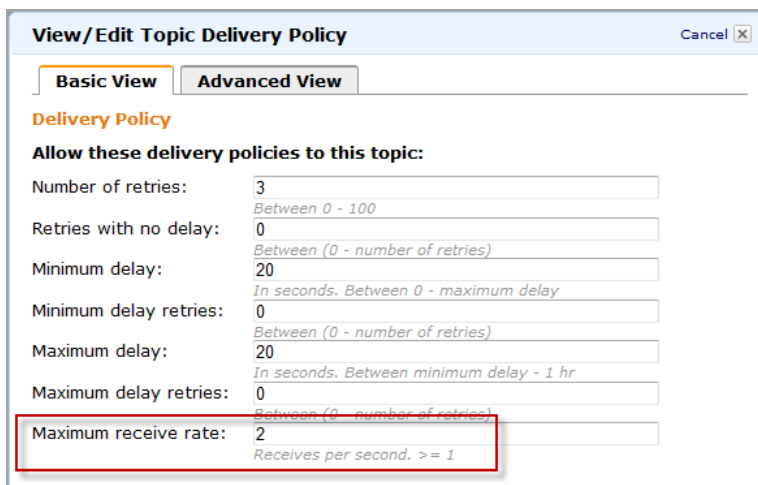 View/Edit Topic Delivery Policy Cancel x
Basic View Advanced View
Delivery Policy
Allow these delivery policies to this topic:
Number of retries: 3
Between 0 - 100
Retries with no delay: 0
Between (0 - number of retries)
Minimum delay: 20
In seconds. Between 0 - maximum delay
Minimum delay retries: 0
Between (0 - number of retries)
Maximum delay: 20
In seconds. Between minimum delay - 1 hr
Maximum delay retries: 0
Between (0 - number of retries)
Maximum receive rate: 2
Receives per second. >= 1